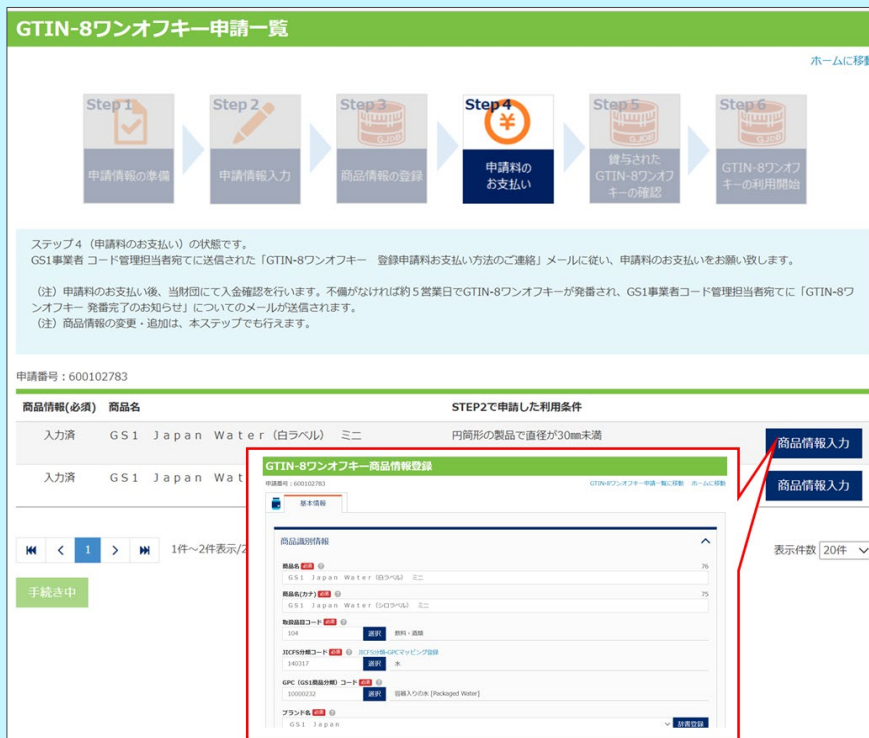 GTIN-8ワンオフキー申請一覧
ホームに移動
Step 1
申請情報の準備
Step 2
申請情報入力
Step 3
商品情報の登録
Step 4
申請料の
お支払い
Step 5
貸与された
GTIN-8ワンオフ
キーの確認
Step 6
GTIN-8ワンオフ
キーの利用開始
ステップ4（申請料のお支払い）の状態です。
GS1事業者 コード管理担当者宛てに送信された「GTIN-8ワンオフキー　登録申請料お支払い方法のご連絡」メールに従い、申請料のお支払いをお願い致します。
（注）申請料のお支払い後、当財団にて入金確認を行います。不備がなければ約５営業日でGTIN-8ワンオフキーが発番され、GS1事業者コード管理担当者宛てに「GTIN-8ワ
ンオフキー 発番完了のお知らせ」についてのメールが送信されます。
（注）商品情報の変更・追加は、本ステップでも行えます。
申請番号：600102783
商品情報(必須) 商品名 STEP2で申請した利用条件
入力済 ＧＳ１　Ｊａｐａｎ　Ｗａｔｅｒ（白ラベル）　ミニ 円筒形の製品で直径が30㎜未満 商品情報入力
入力済 ＧＳ１　Ｊａｐａｎ　Ｗａｔ 商品情報入力
1 1件～2件表示/2 表示件数 20件
手続き中
GTIN-8ワンオフキー商品情報登録
申請番号：600102783 GTIN-8ワンオフキー申請一覧に移動 ホームに移動
基本情報
商品識別情報
商品名 必須 76
ＧＳ１　Ｊａｐａｎ　Ｗａｔｅｒ（白ラベル）　ミニ
商品名(カナ) 必須 75
ＧＳ１　Ｊａｐａｎ　Ｗａｔｅｒ（シロラベル）　ミニ
取扱品目コード 必須
104 選択 飲料・酒類
JICFS分類コード 必須 JICFS分類-GPCマッピング登録
140317 選択 水
GPC（GS1商品分類）コード 必須
10000232 選択 容器入りの水 [Packaged Water]
ブランド名 必須
ＧＳ１　Ｊａｐａｎ 辞書登録